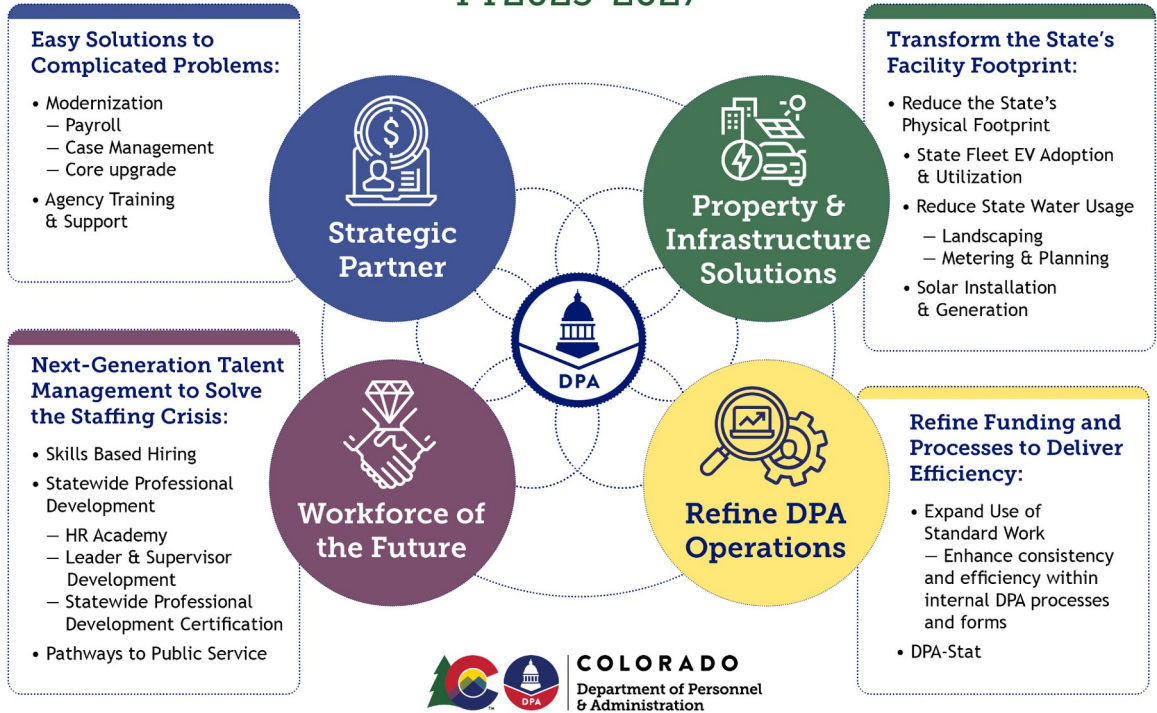 Easy Solutions to
Complicated Problems:
• Modernization
— Payroll
— Case Management
— Core upgrade
• Agency Training
& Support
Strategic
Partner
$
Property &
Infrastructure
Solutions
Transform the State's
Facility Footprint:
• Reduce the State's
Physical Footprint
• State Fleet EV Adoption
& Utilization
• Reduce State Water Usage
— Landscaping
— Metering & Planning
• Solar Installation
& Generation
DPA
Next-Generation Talent
Management to Solve
the Staffing Crisis:
• Skills Based Hiring
• Statewide Professional
Development
— HR Academy
— Leader & Supervisor
Development
— Statewide Professional
Development Certification
• Pathways to Public Service
Workforce of
the Future
Refine DPA
Operations
Refine Funding and
Processes to Deliver
Efficiency:
• Expand Use of
Standard Work
— Enhance consistency
and efficiency within
internal DPA processes
and forms
• DPA-Stat
DPA
COLORADO
Department of Personnel
& Administration